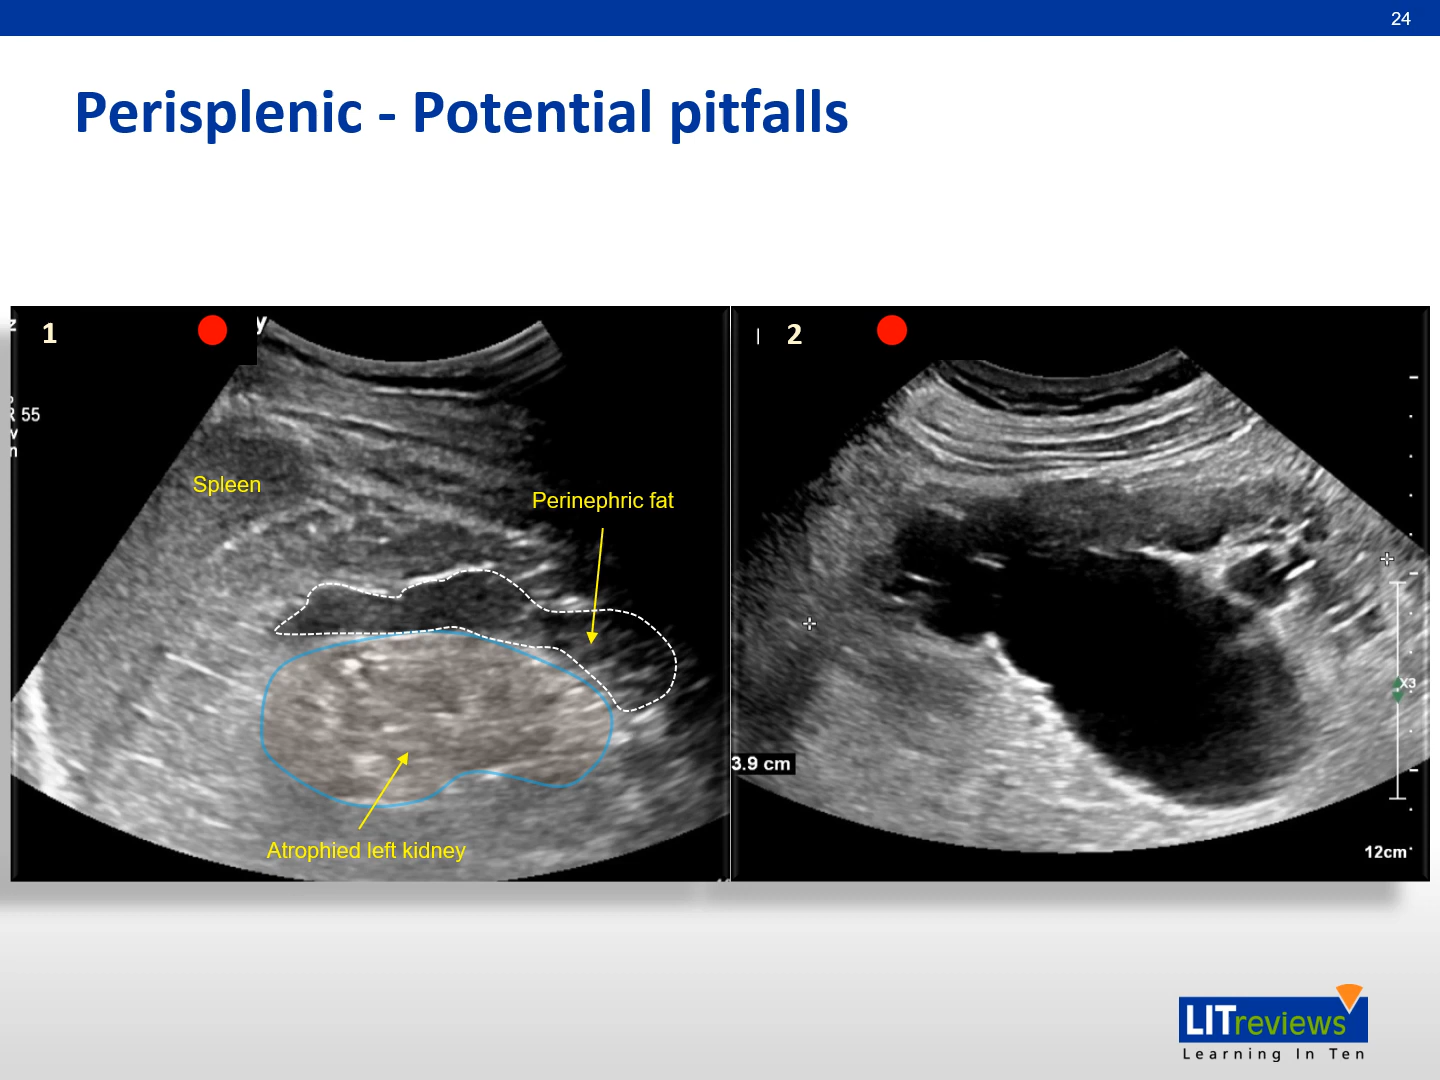 24
Perisplenic - Potential pitfalls
1
y
2
55
Spleen
Perinephric fat
X3
3.9 cm
Atrophied left kidney
12cm
LITreviews
Learning In Ten